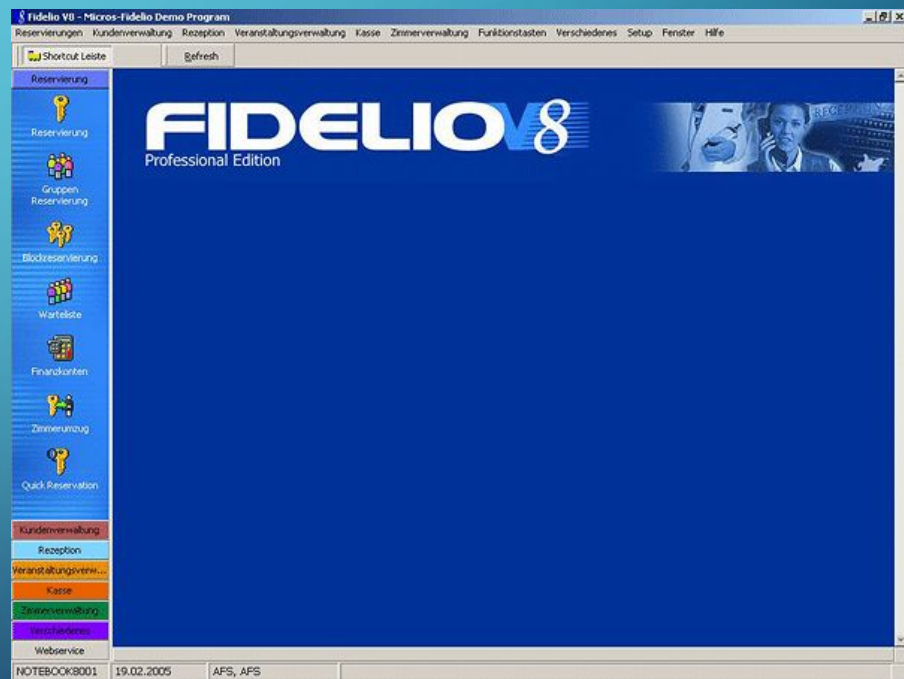 Fidelio V8 - Micros-Fidelio Demo Program
Reservierungen Kundenverwaltung Rezeption Veranstaltungsverwaltung Kasse Zimmerverwaltung Funktionstasten Verschiedenes Setup Fenster Hilfe
Shortcut Leiste Refresh
Reservierung
Reservierung
Gruppen
Reservierung
Blockreservierung
Warteliste
Finanzkonten
Zimmerumzug
Quick Reservation
Kundenverwaltung
Rezeption
Veranstaltungsverw...
Kasse
Zimmerverwaltung
Verschiedenes
Webservice
FIDELIO V8
Professional Edition
RECEPTION
NOTEBOOK8001 19.02.2005 AFS, AFS